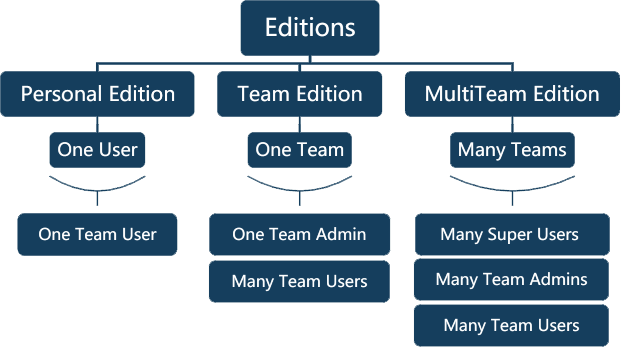 Editions
Personal Edition
Team Edition
MultiTeam Edition
One User
One Team
Many Teams
One Team User
One Team Admin
Many Super Users
Many Team Users
Many Team Admins
Many Team Users